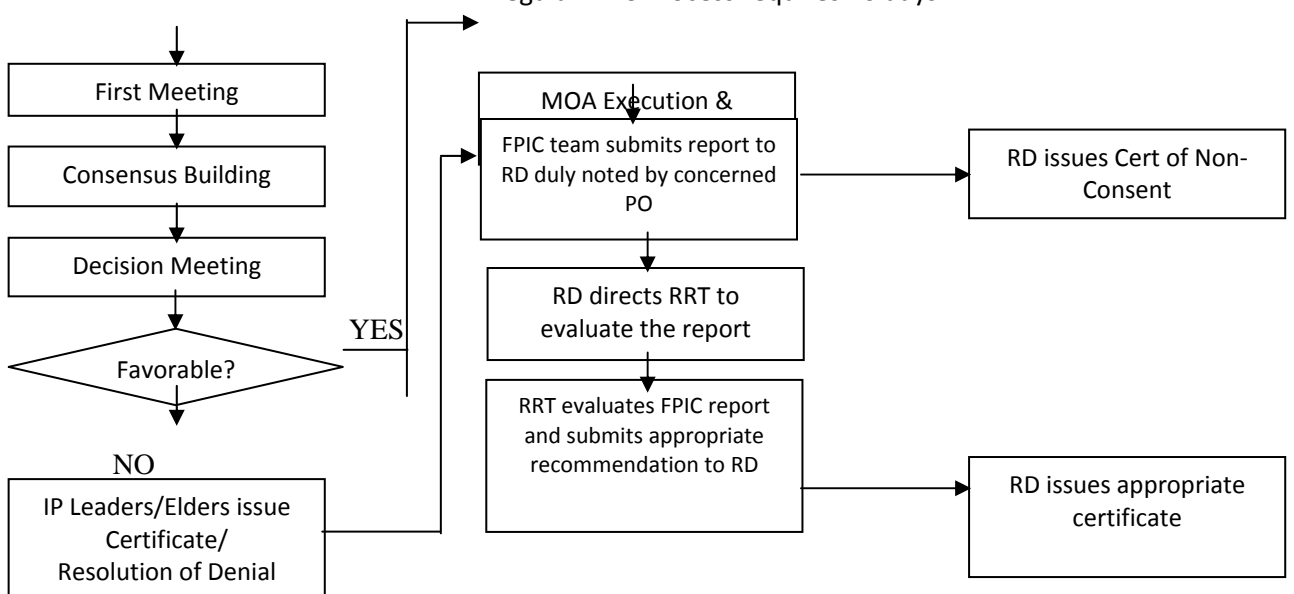 First Meeting
Consensus Building
Decision Meeting
Favorable?
YES
NO
IP Leaders/Elders issue
Certificate/
Resolution of Denial
MOA Execution &
FPIC team submits report to
RD duly noted by concerned
PO
RD directs RRT to
evaluate the report
RRT evaluates FPIC report
and submits appropriate
recommendation to RD
RD issues Cert of Non-
Consent
RD issues appropriate
certificate